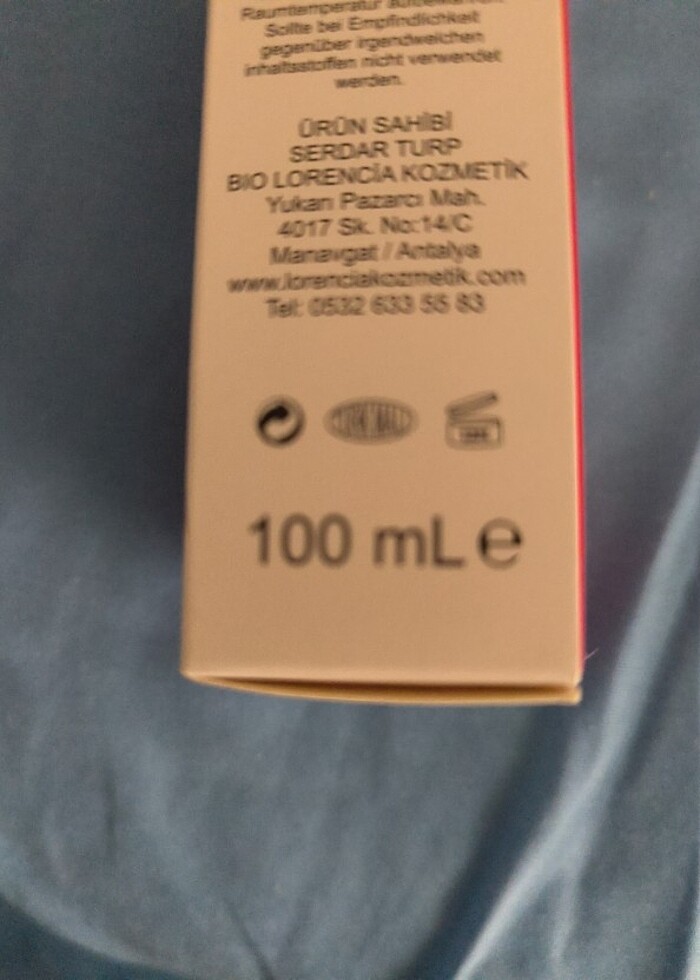 Raumtemperatur aufbewahren.
Sollte bei Empfindlichkeit
gegenüber irgendwelchen
Inhaltsstoffen nicht verwendet
werden.
ÜRÜN SAHİBİ
SERDAR TURP
BIO LORENCİA KOZMETİK
Yukarı Pazarcı Mah.
4017 Sk. No:14/C
Manavgat / Antalya
www.lorenciakozmetik.com
Tel: 0532 633 55 83
100 mL e